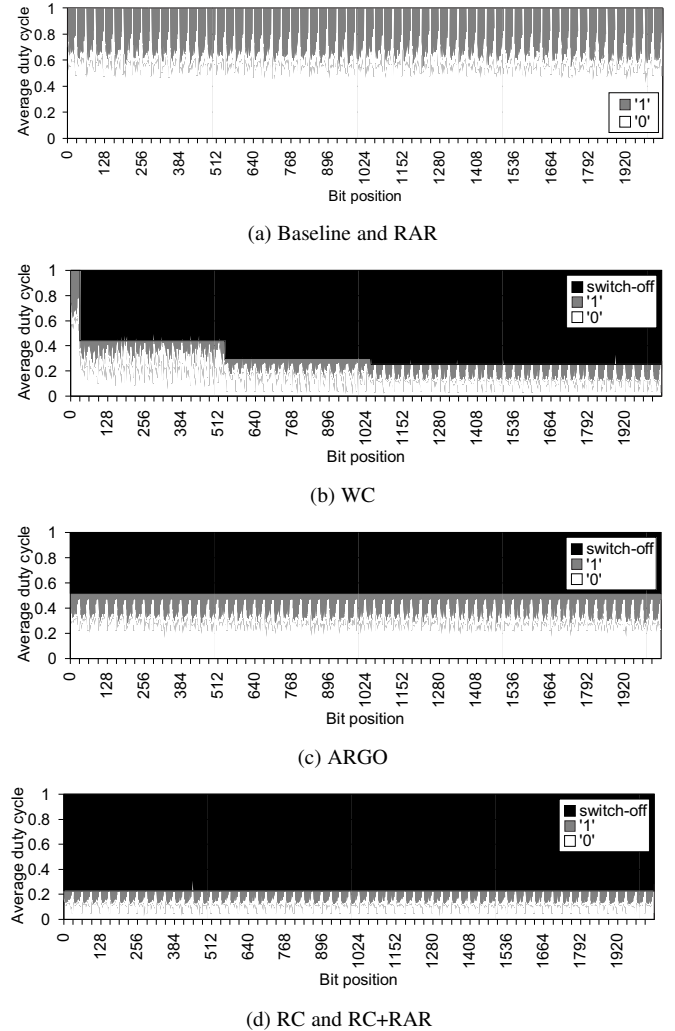 Average duty cycle
1
0.8
0.6
0.4
0.2
0
'1'
'0'
0 128 256 384 512 640 768 896 1024 1152 1280 1408 1536 1664 1792 1920
Bit position
(a) Baseline and RAR
Average duty cycle
1
0.8
0.6
0.4
0.2
0
switch-off
'1'
'0'
0 128 256 384 512 640 768 896 1024 1152 1280 1408 1536 1664 1792 1920
Bit position
(b) WC
Average duty cycle
1
0.8
0.6
0.4
0.2
0
switch-off
'1'
'0'
0 128 256 384 512 640 768 896 1024 1152 1280 1408 1536 1664 1792 1920
Bit position
(c) ARGO
Average duty cycle
1
0.8
0.6
0.4
0.2
0
switch-off
'1'
'0'
0 128 256 384 512 640 768 896 1024 1152 1280 1408 1536 1664 1792 1920
Bit position
(d) RC and RC+RAR